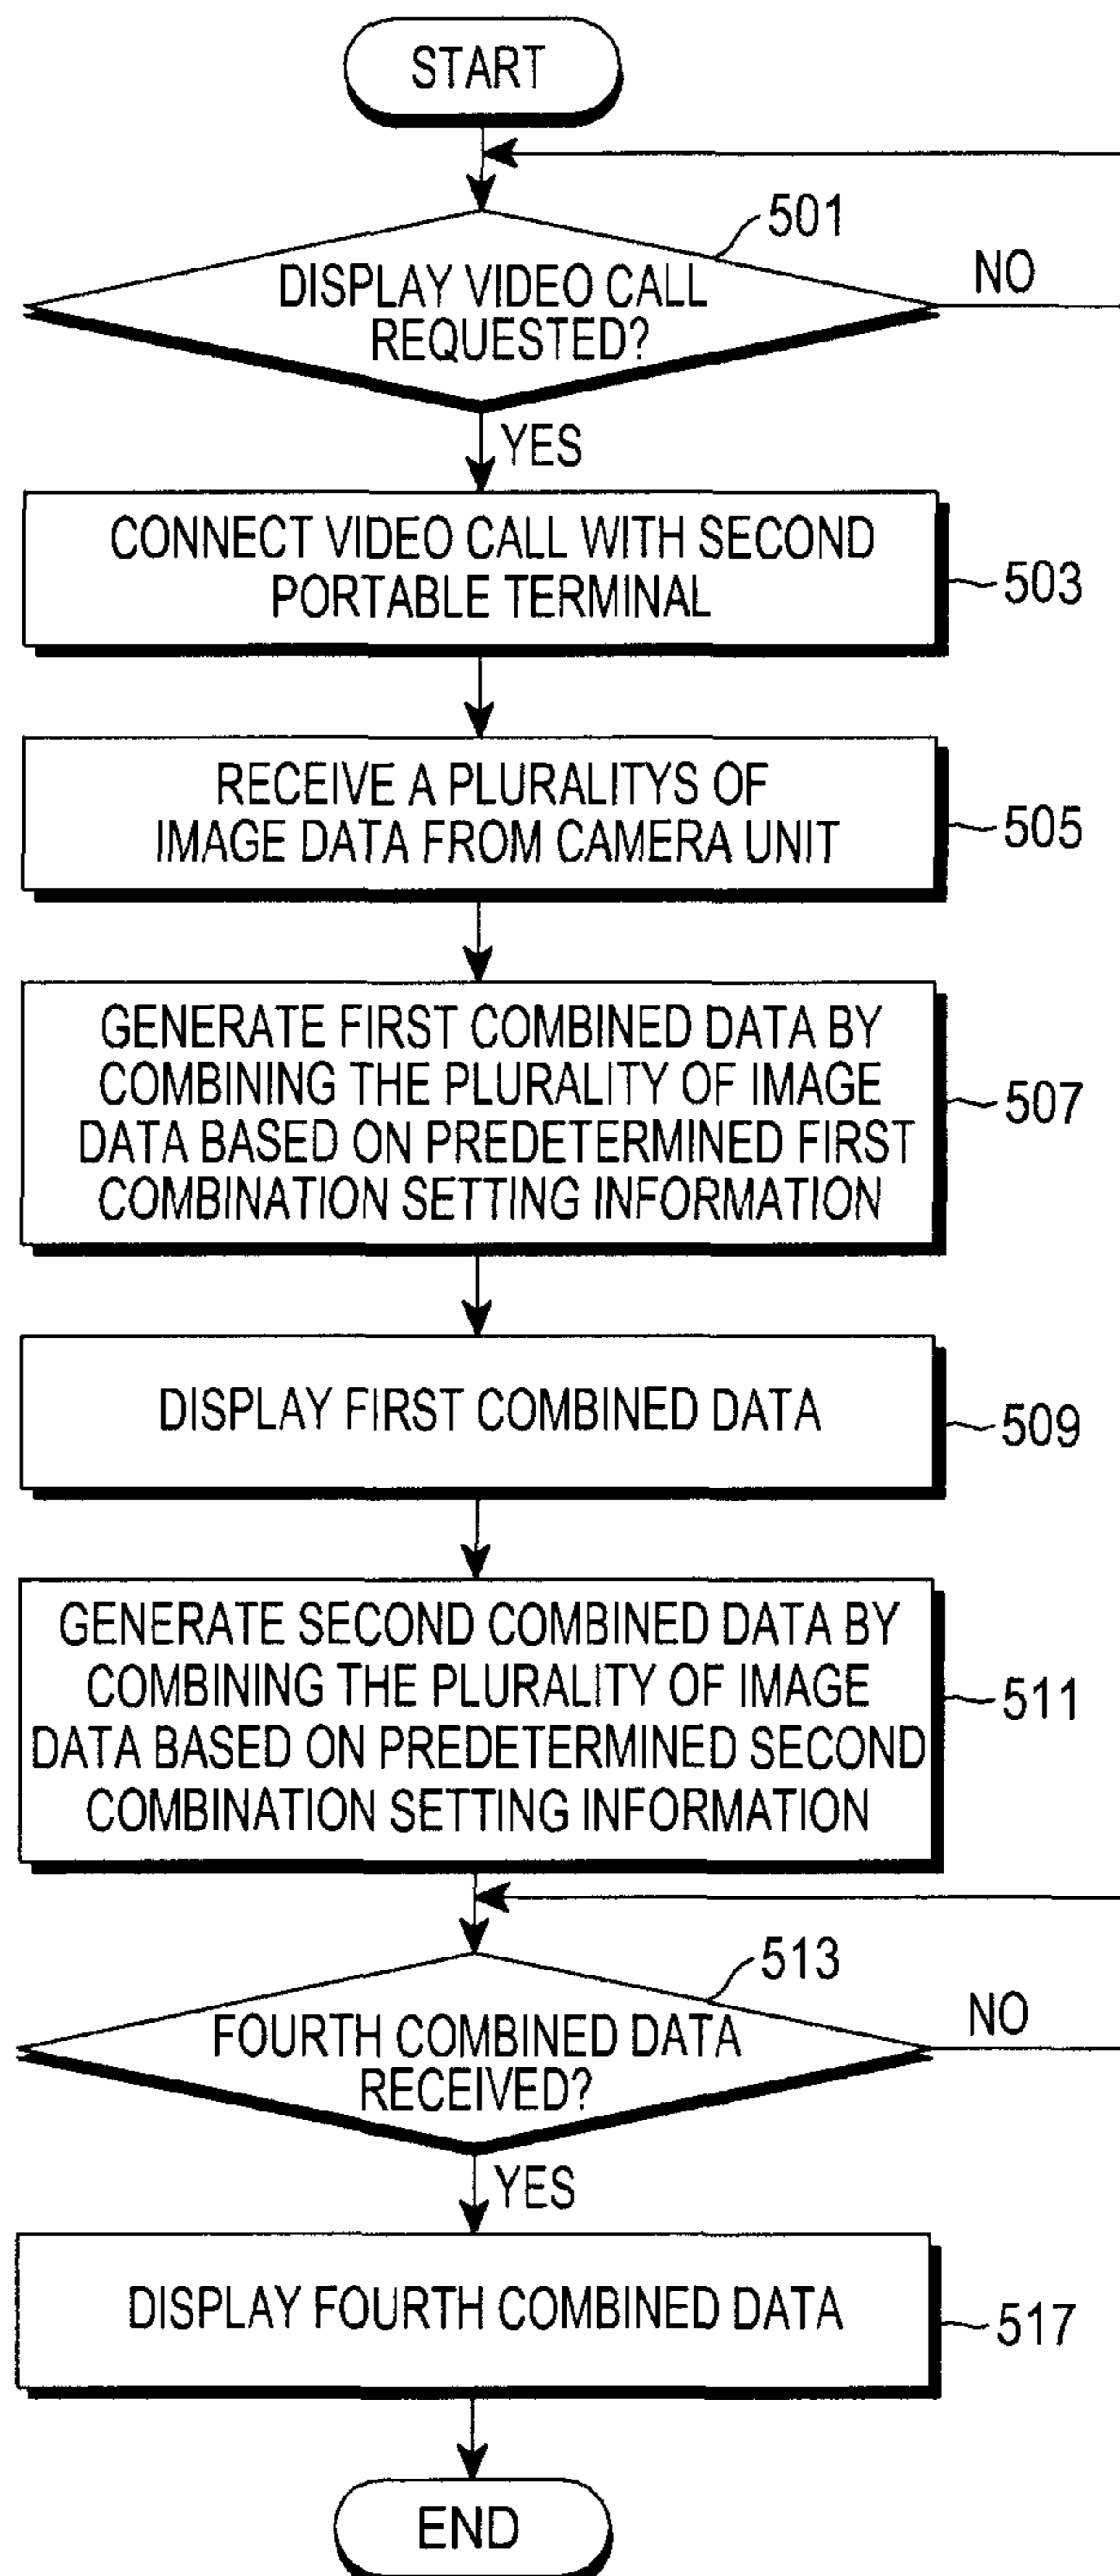 START
501
DISPLAY VIDEO CALL
REQUESTED?
NO
YES
CONNECT VIDEO CALL WITH SECOND
PORTABLE TERMINAL
503
RECEIVE A PLURALITYS OF
IMAGE DATA FROM CAMERA UNIT
505
GENERATE FIRST COMBINED DATA BY
COMBINING THE PLURALITY OF IMAGE
DATA BASED ON PREDETERMINED FIRST
COMBINATION SETTING INFORMATION
507
DISPLAY FIRST COMBINED DATA
509
GENERATE SECOND COMBINED DATA BY
COMBINING THE PLURALITY OF IMAGE
DATA BASED ON PREDETERMINED SECOND
COMBINATION SETTING INFORMATION
511
513
FOURTH COMBINED DATA
RECEIVED?
NO
YES
DISPLAY FOURTH COMBINED DATA
517
END